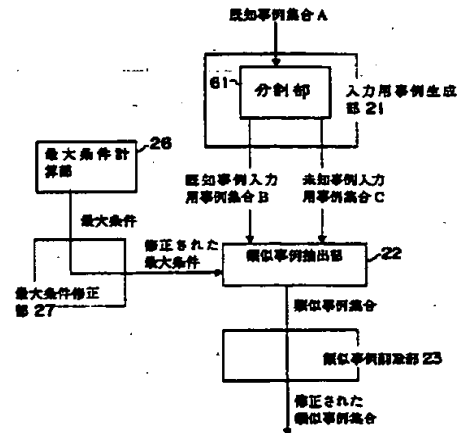 既知事例集合A
61
分割部
入力用事例生成
部21
26
最大条件計
算部
既知事例入力
用事例集合B
未知事例入力
用事例集合C
最大条件
修正された
最大条件
類似事例抽出部
22
最大条件修正
部27
類似事例集合
類似事例削除部23
修正された
類似事例集合